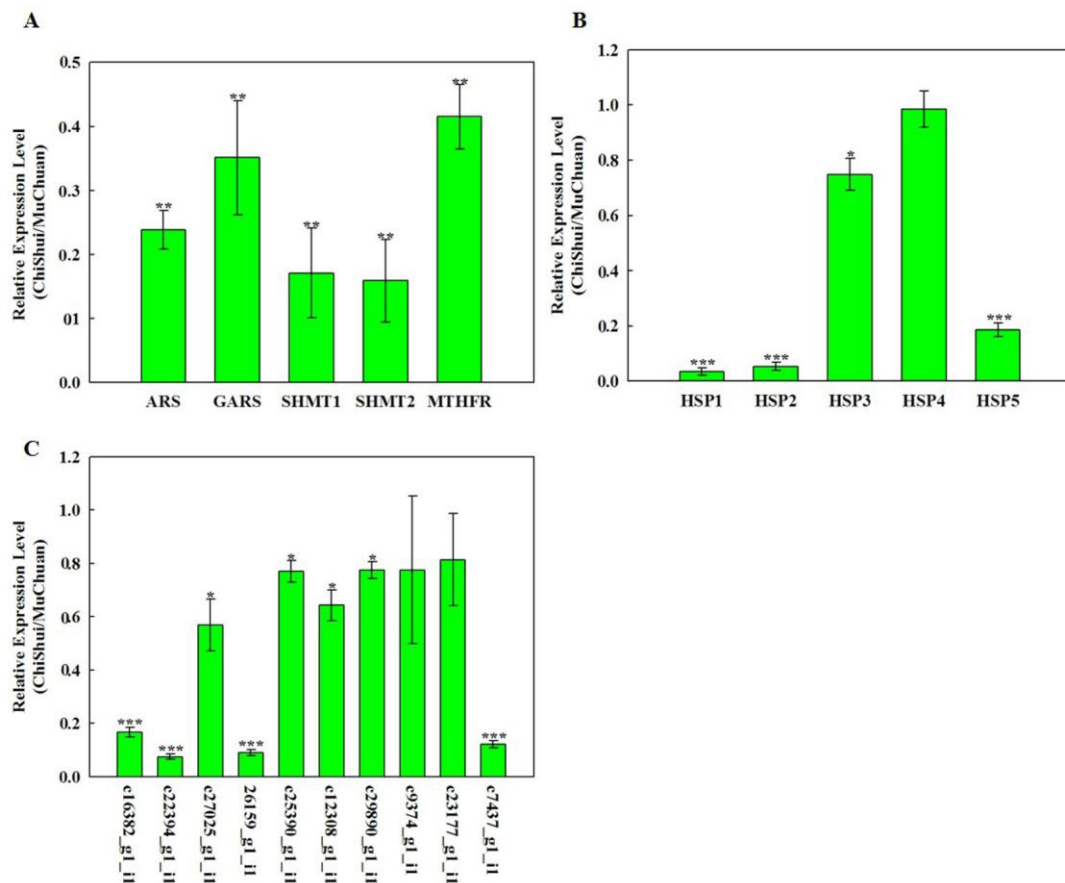 A
Relative Expression Level
(ChiShui/MuChuan)
0.5
0.4
0.3
0.2
01
0.0
** ** ** ** **
ARS GARS SHMT1 SHMT2 MTHFR
B
Relative Expression Level
(ChiShui/MuChuan)
1.2
1.0
0.8
0.6
0.4
0.2
0.0
*** *** * ***
HSP1 HSP2 HSP3 HSP4 HSP5
C
Relative Expression Level
(ChiShui/MuChuan)
1.2
1.0
0.8
0.6
0.4
0.2
0.0
*** *** * *** * * * ***
c16382_g1_i1
c22394_g1_i1
c27025_g1_i1
26159_g1_i1
c25390_g1_i1
c12308_g1_i1
c29890_g1_i1
c9374_g1_i1
c23177_g1_i1
c7437_g1_i1